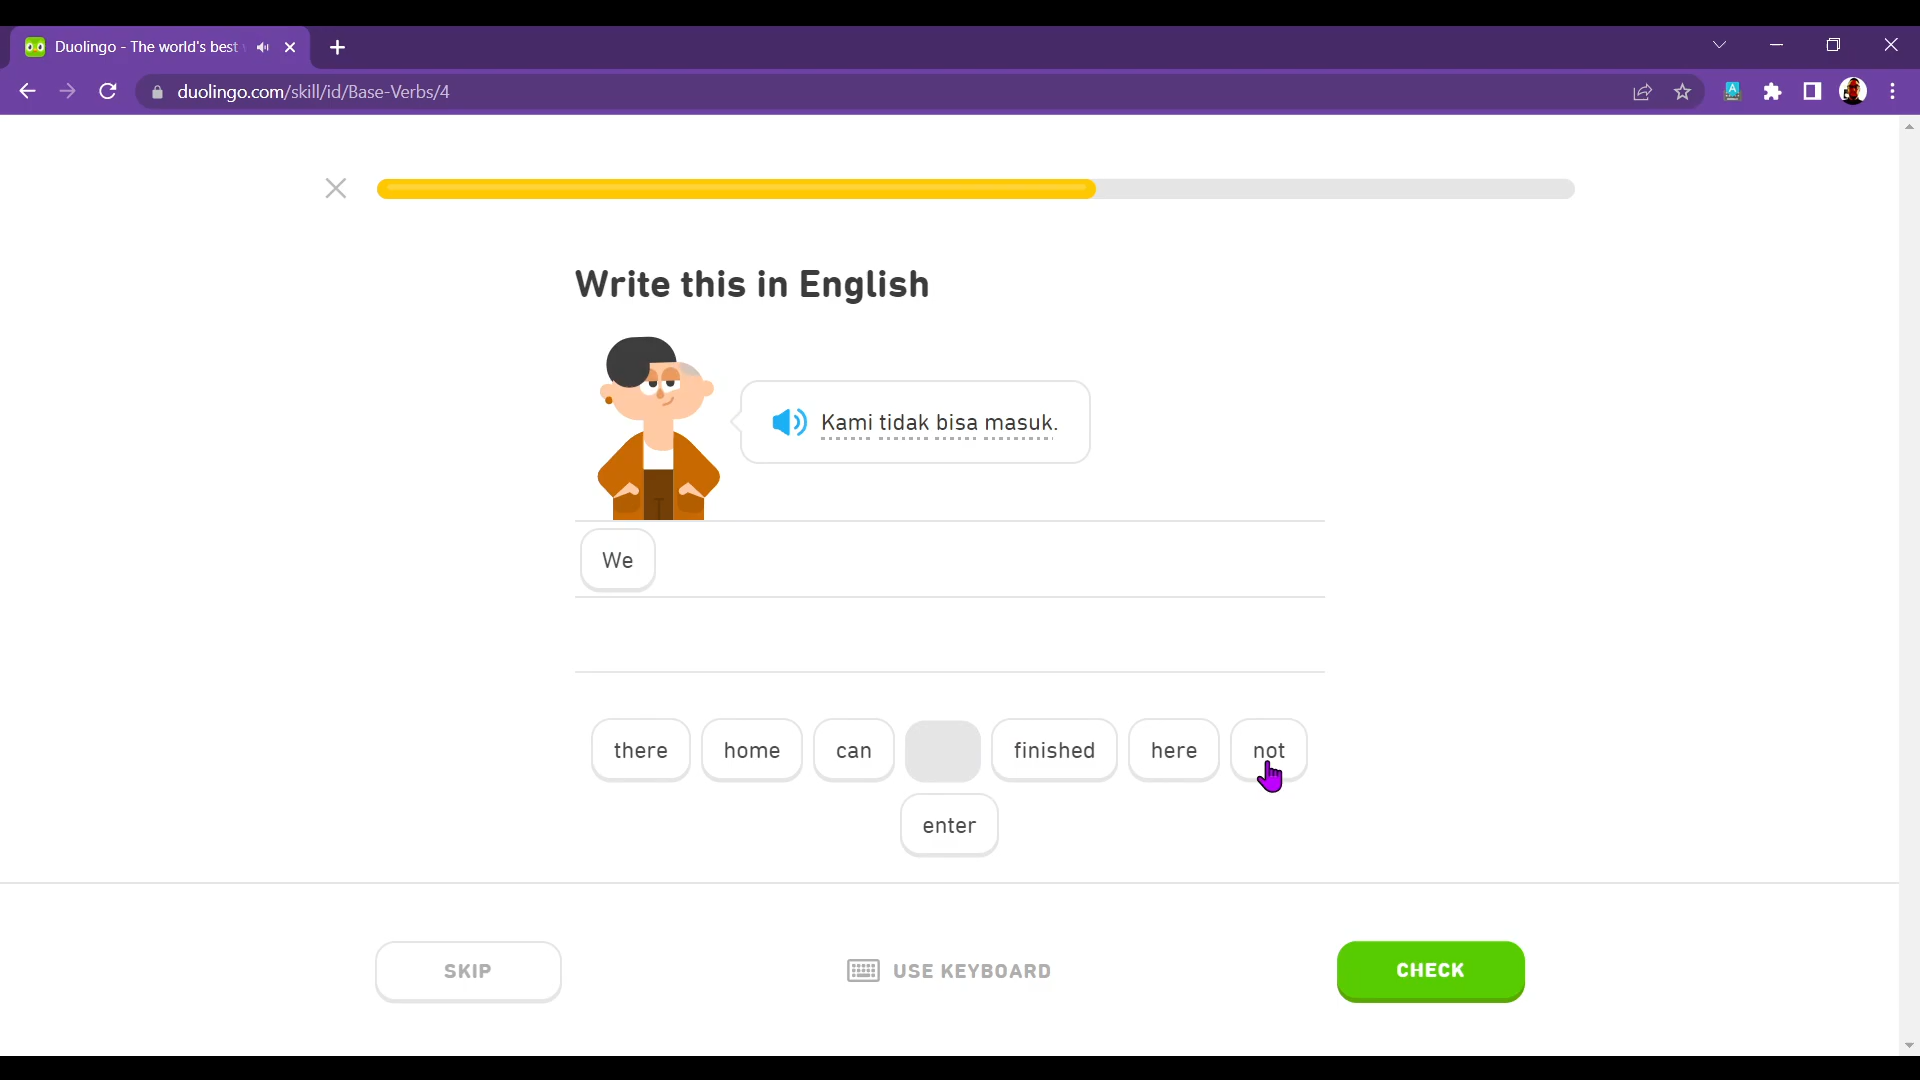 Duolingo - The world's best
duolingo.com/skill/id/Base-Verbs/4
Write this in English
Kami tidak bisa masuk.
We
there home can finished here not
enter
SKIP USE KEYBOARD CHECK